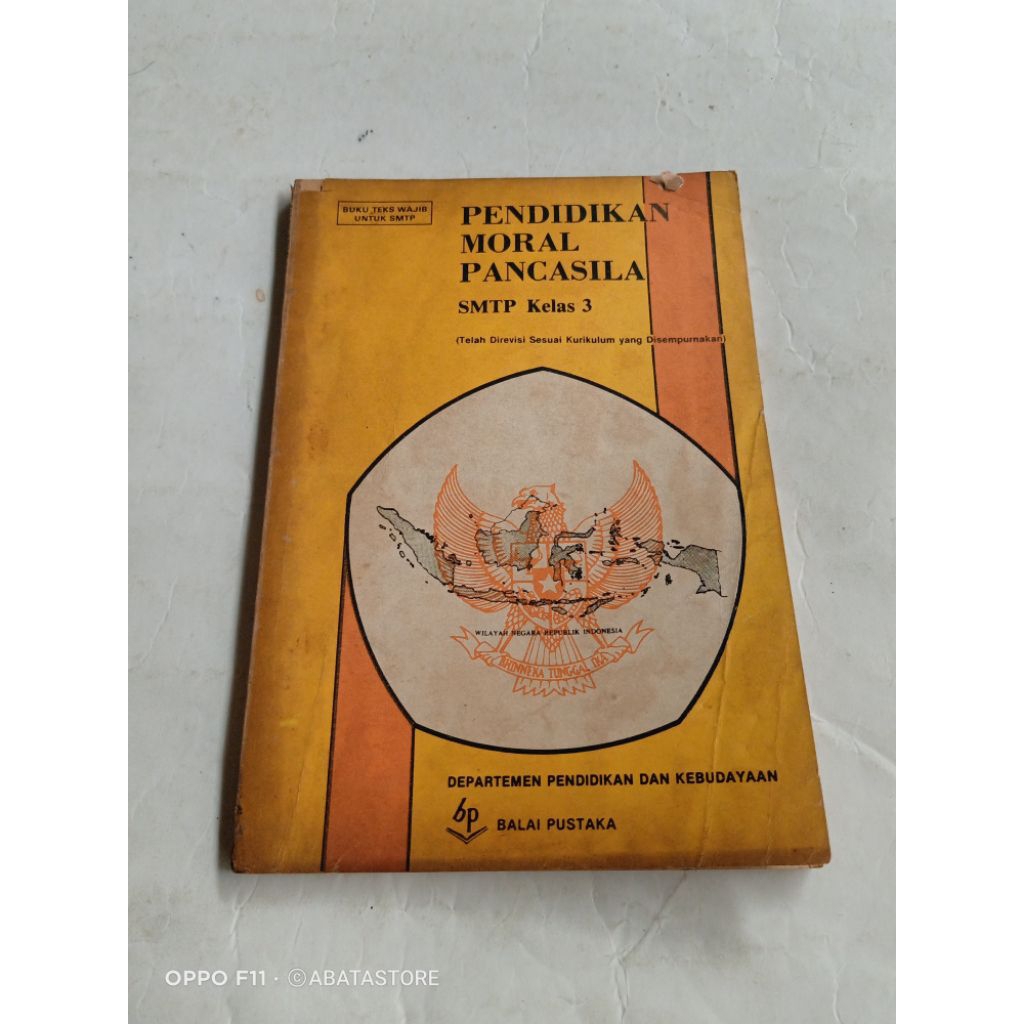 BUKU TEKS WAJIB
UNTUK SMTP
PENDIDIKAN
MORAL
PANCASILA
SMTP Kelas 3
(Telah Direvisi Sesuai Kurikulum yang Disempurnakan)
WILAYAH NEGARA REPUBLIK INDONESIA
BHINNEKA TUNGGAL IKA
DEPARTEMEN PENDIDIKAN DAN KEBUDAYAAN
bp
BALAI PUSTAKA
OPPO F11 · ©ABATASTORE